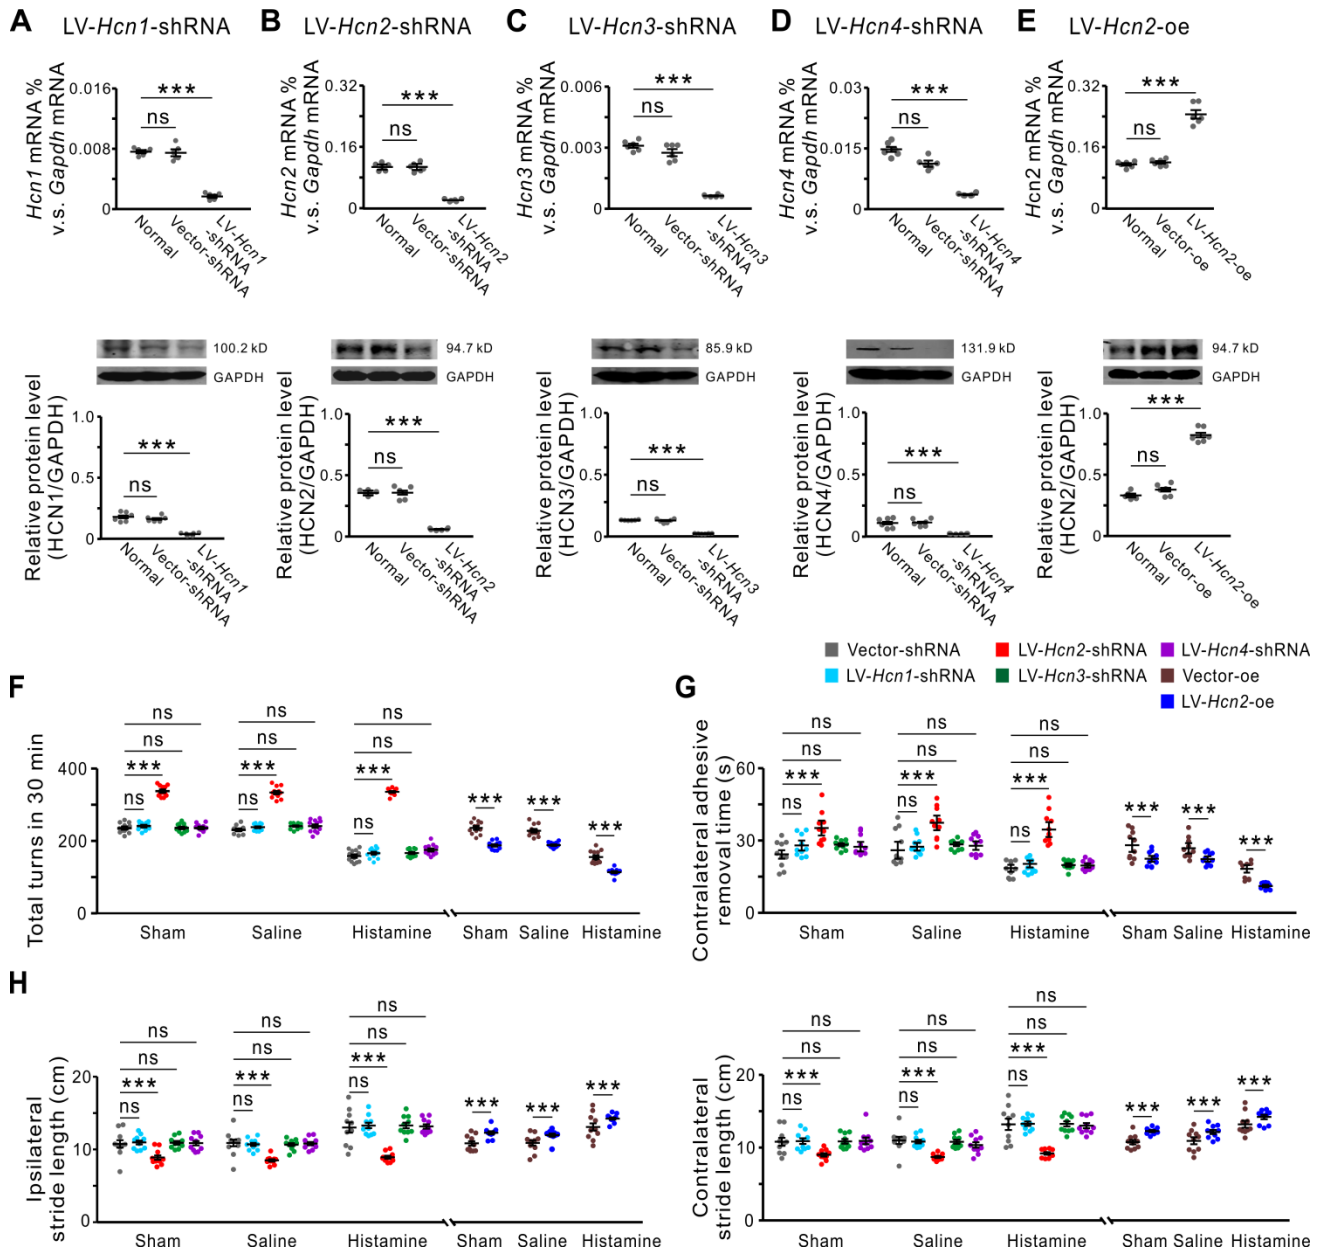 A LV-Hcn1-shRNA B LV-Hcn2-shRNA C LV-Hcn3-shRNA D LV-Hcn4-shRNA E LV-Hcn2-oe
Hcn1 mRNA %
v.s. Gapdh mRNA
0.016
0.008
0
***
ns
Normal
Vector-shRNA
LV-Hcn1
-shRNA
Hcn2 mRNA %
v.s. Gapdh mRNA
0.32
0.16
0
***
ns
Normal
Vector-shRNA
LV-Hcn2
-shRNA
Hcn3 mRNA %
v.s. Gapdh mRNA
0.006
0.003
0
***
ns
Normal
Vector-shRNA
LV-Hcn3
-shRNA
Hcn4 mRNA %
v.s. Gapdh mRNA
0.03
0.015
0
***
ns
Normal
Vector-shRNA
LV-Hcn4
-shRNA
Hcn2 mRNA %
v.s. Gapdh mRNA
0.32
0.16
0
***
ns
Normal
Vector-oe
LV-Hcn2-oe
100.2 kD
GAPDH
94.7 kD
GAPDH
85.9 kD
GAPDH
131.9 kD
GAPDH
94.7 kD
GAPDH
Relative protein level
(HCN1/GAPDH)
1.0
0.5
0
***
ns
Normal
Vector-shRNA
LV-Hcn1
-shRNA
Relative protein level
(HCN2/GAPDH)
1.0
0.5
0
***
ns
Normal
Vector-shRNA
LV-Hcn2
-shRNA
Relative protein level
(HCN3/GAPDH)
1.0
0.5
0
***
ns
Normal
Vector-shRNA
LV-Hcn3
-shRNA
Relative protein level
(HCN4/GAPDH)
1.0
0.5
0
***
ns
Normal
Vector-shRNA
LV-Hcn4
-shRNA
Relative protein level
(HCN2/GAPDH)
1.0
0.5
0
***
ns
Normal
Vector-oe
LV-Hcn2-oe
Vector-shRNA LV-Hcn2-shRNA LV-Hcn4-shRNA
LV-Hcn1-shRNA LV-Hcn3-shRNA Vector-oe
LV-Hcn2-oe
F
Total turns in 30 min
400
200
0
ns ns ns
ns ns ns
*** *** ***
ns ns ns
*** *** ***
Sham Saline Histamine Sham Saline Histamine
G
Contralateral adhesive
removal time (s)
60
30
0
ns ns ns
ns ns ns
*** *** ***
ns ns ns
*** *** ***
Sham Saline Histamine Sham Saline Histamine
H
Ipsilateral
stride length (cm)
20
10
0
ns ns ns
ns ns ns
*** *** ***
ns ns ns
*** *** ***
Sham Saline Histamine Sham Saline Histamine
Contralateral
stride length (cm)
20
10
0
ns ns ns
ns ns ns
*** *** ***
ns ns ns
*** *** ***
Sham Saline Histamine Sham Saline Histamine